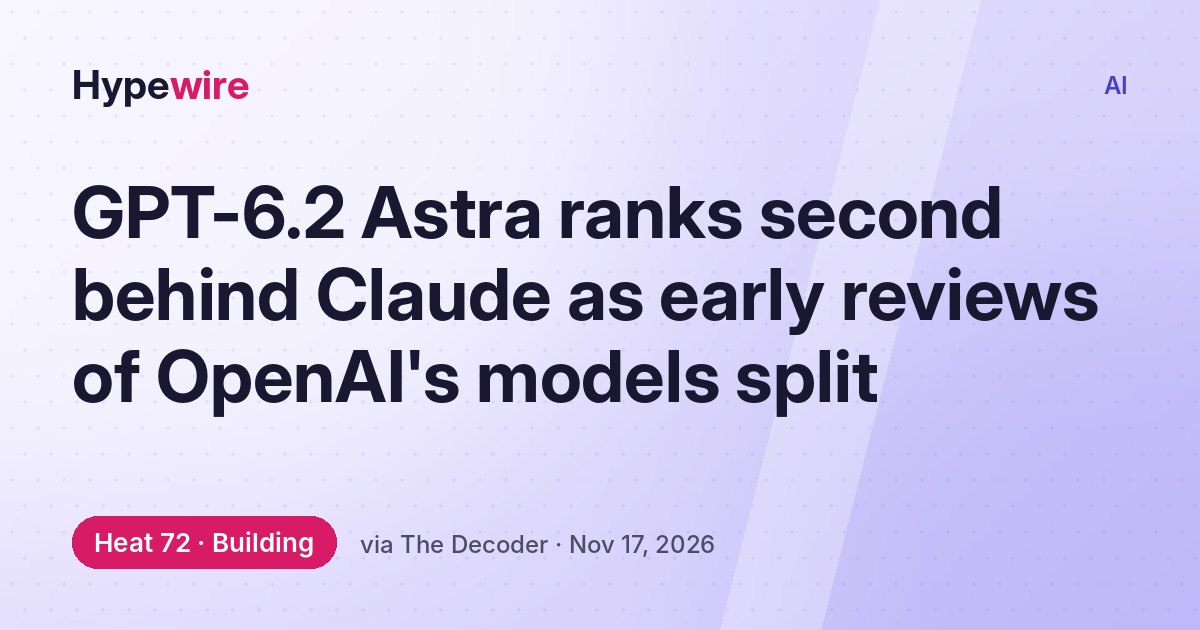 Hypewire
AI
GPT-6.2 Astra ranks second
behind Claude as early reviews
of OpenAI's models split
Heat 72 · Building
via The Decoder · Nov 17, 2026